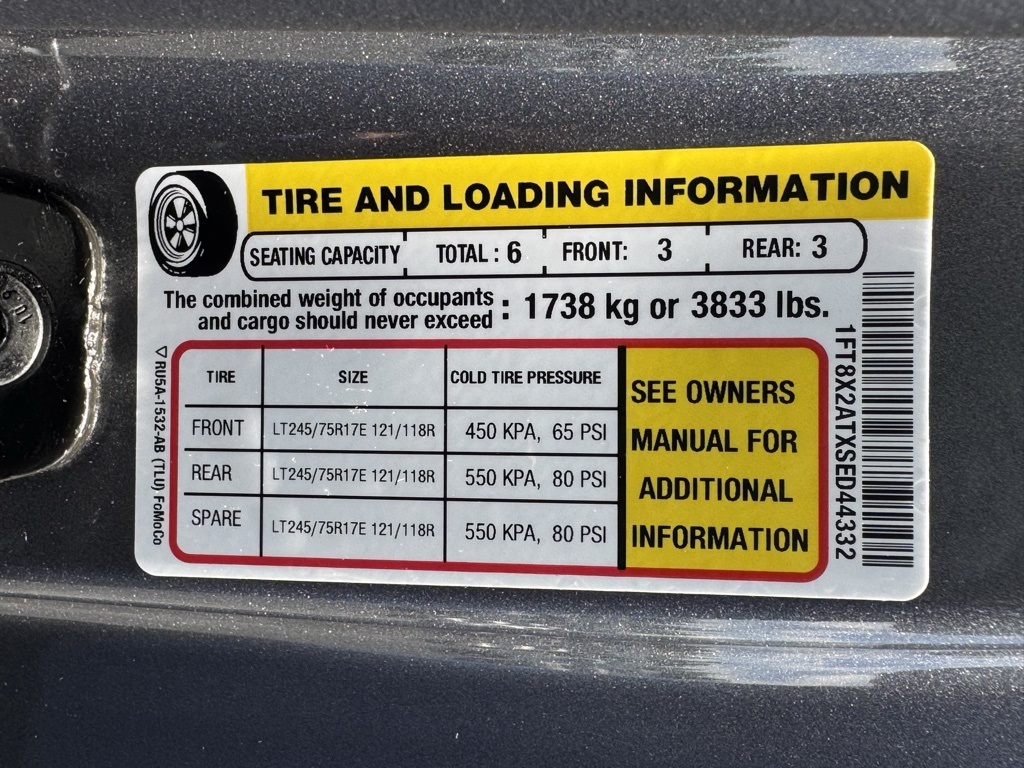 TIRE AND LOADING INFORMATION
SEATING CAPACITY TOTAL : 6 FRONT: 3 REAR: 3
The combined weight of occupants
and cargo should never exceed : 1738 kg or 3833 lbs.
TIRE SIZE COLD TIRE PRESSURE
FRONT LT245/75R17E 121/118R 450 KPA, 65 PSI
REAR LT245/75R17E 121/118R 550 KPA, 80 PSI
SPARE LT245/75R17E 121/118R 550 KPA, 80 PSI
SEE OWNERS
MANUAL FOR
ADDITIONAL
INFORMATION
▽RU5A-1532-AB (TLU) FoMoCo
1FT8X2ATXSED44332
10.9